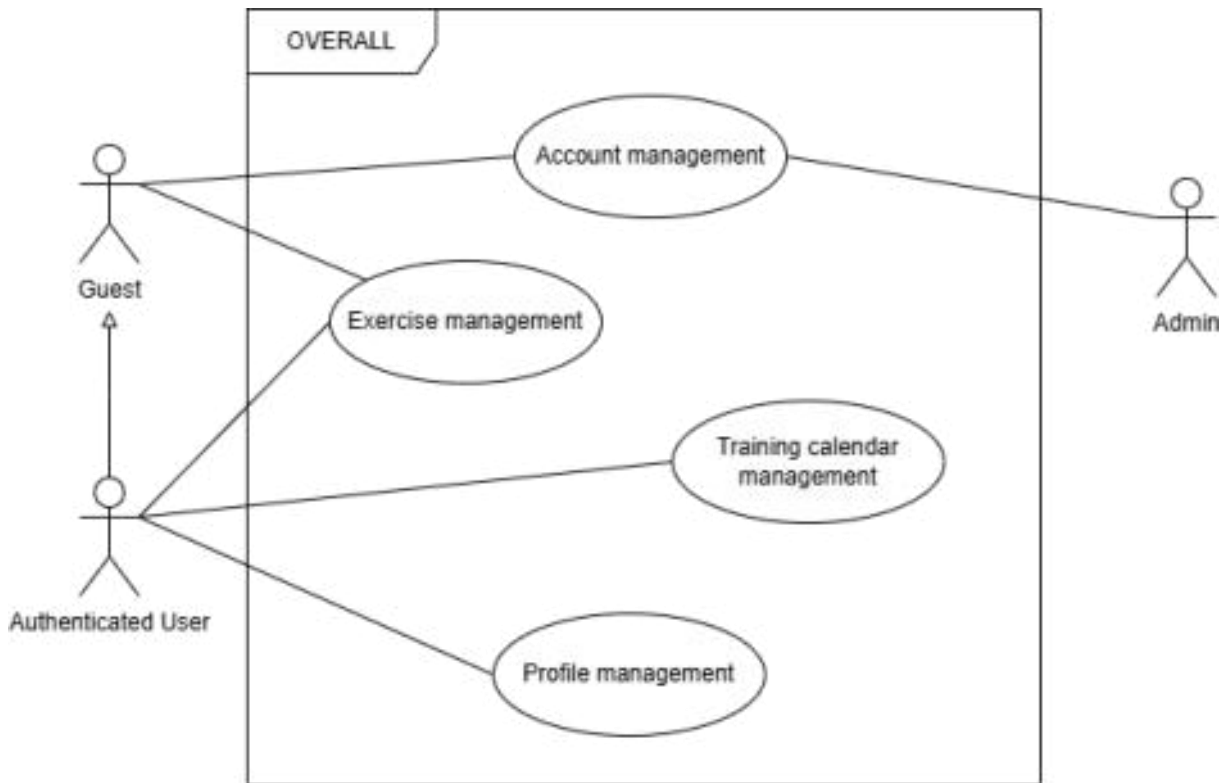 OVERALL
Account management
Guest
Exercise management
Admin
Training calendar
management
Authenticated User
Profile management